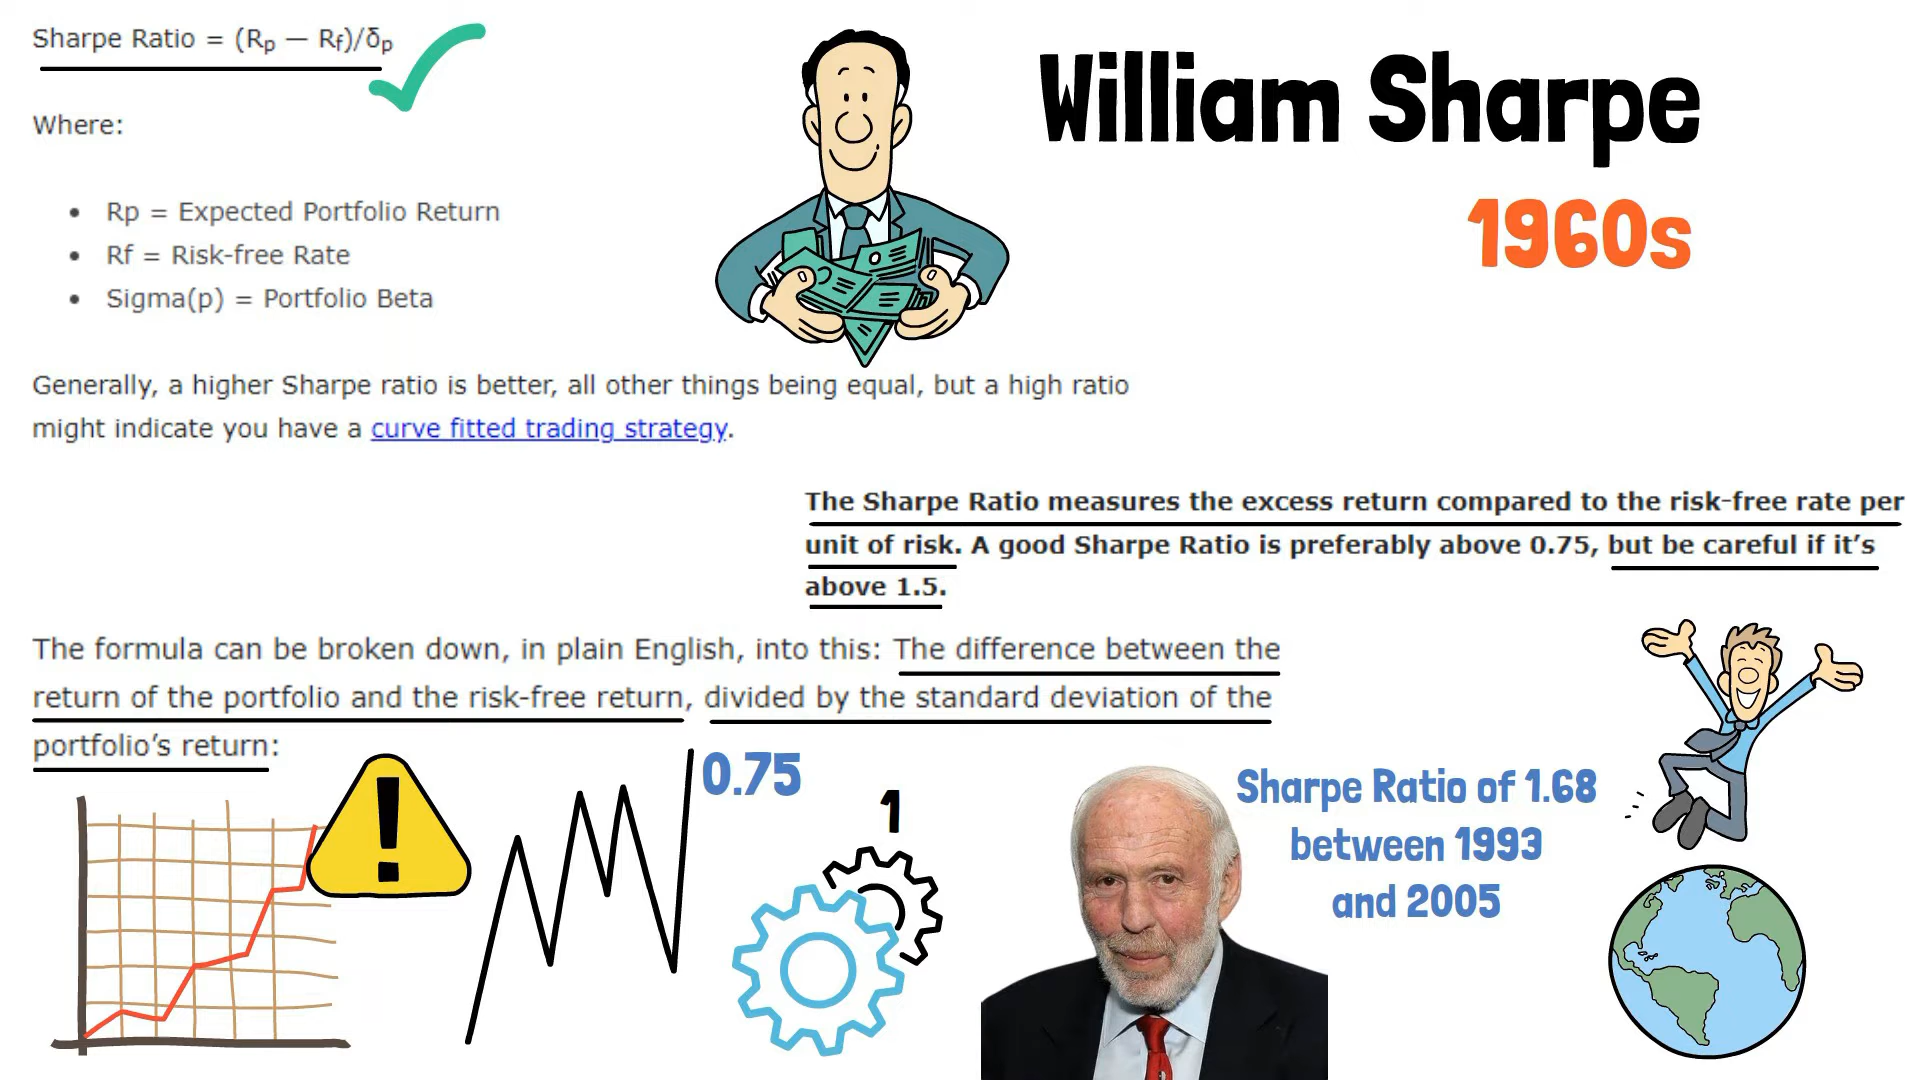 Sharpe Ratio = (Rp — Rf)/δp
William Sharpe
1960s
Where:
• Rp = Expected Portfolio Return
• Rf = Risk-free Rate
• Sigma(p) = Portfolio Beta
Generally, a higher Sharpe ratio is better, all other things being equal, but a high ratio
might indicate you have a curve fitted trading strategy.
The Sharpe Ratio measures the excess return compared to the risk-free rate per
unit of risk. A good Sharpe Ratio is preferably above 0.75, but be careful if it’s
above 1.5.
The formula can be broken down, in plain English, into this: The difference between the
return of the portfolio and the risk-free return, divided by the standard deviation of the
portfolio’s return:
!
0.75
1
Sharpe Ratio of 1.68
between 1993
and 2005